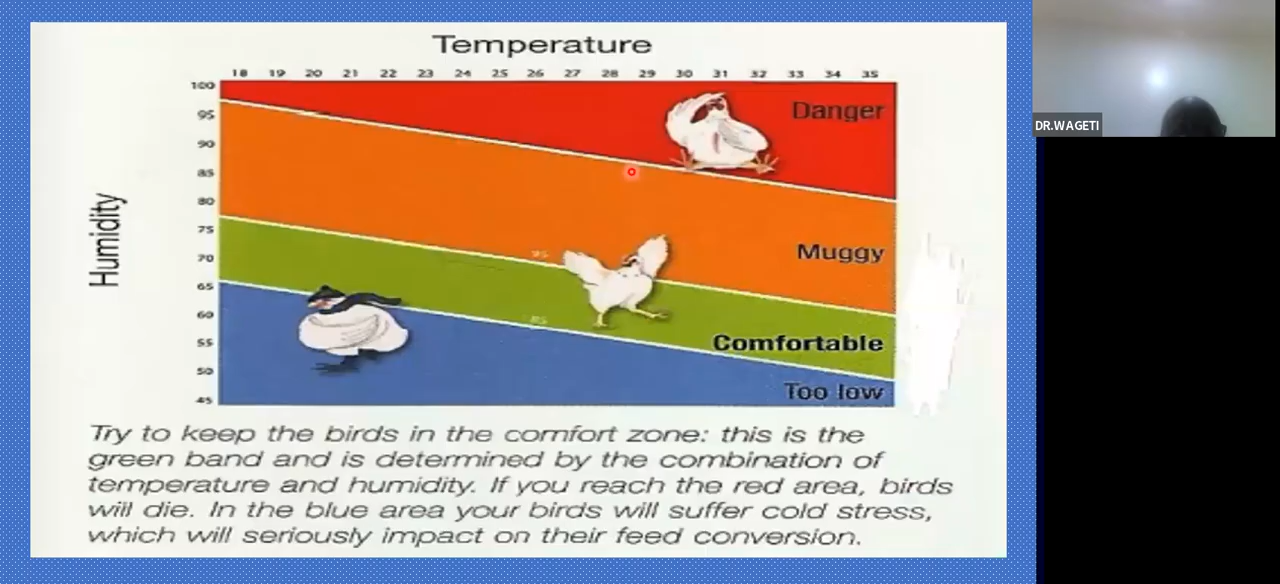 Temperature
18 19 20 21 22 23 24 25 26 27 28 29 30 31 32 33 34 35
100
95
90
85
80
75
70
65
60
55
50
45
Humidity
Danger
Muggy
Comfortable
Too low
95
85
Try to keep the birds in the comfort zone: this is the
green band and is determined by the combination of
temperature and humidity. If you reach the red area, birds
will die. In the blue area your birds will suffer cold stress,
which will seriously impact on their feed conversion.
DR.WAGETI